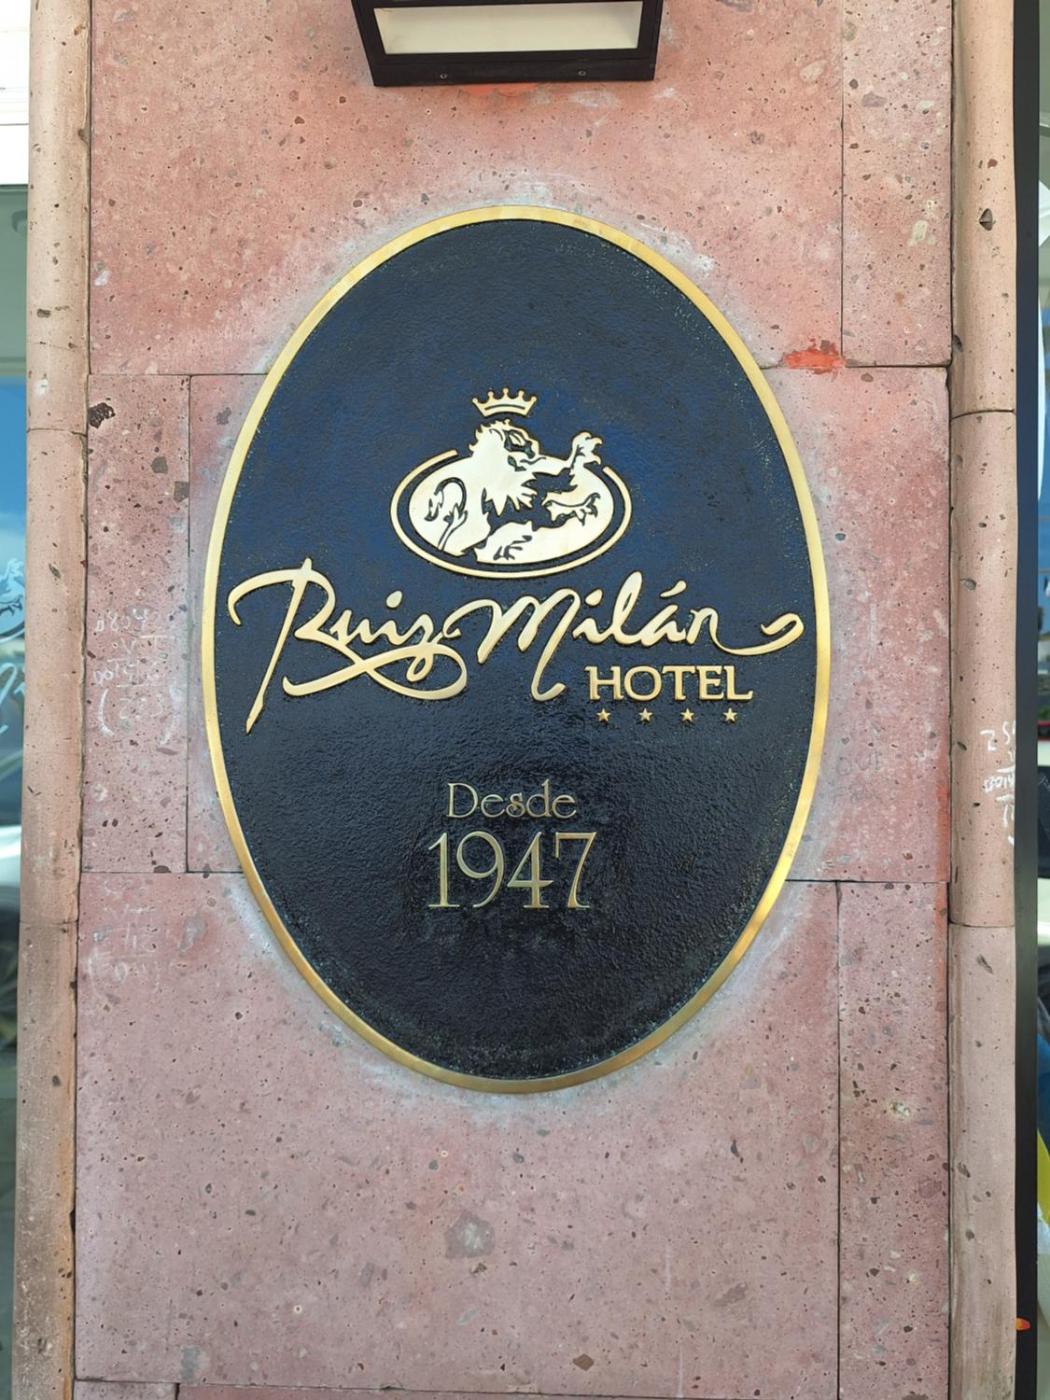 Ruiz Milán
HOTEL
Desde
1947